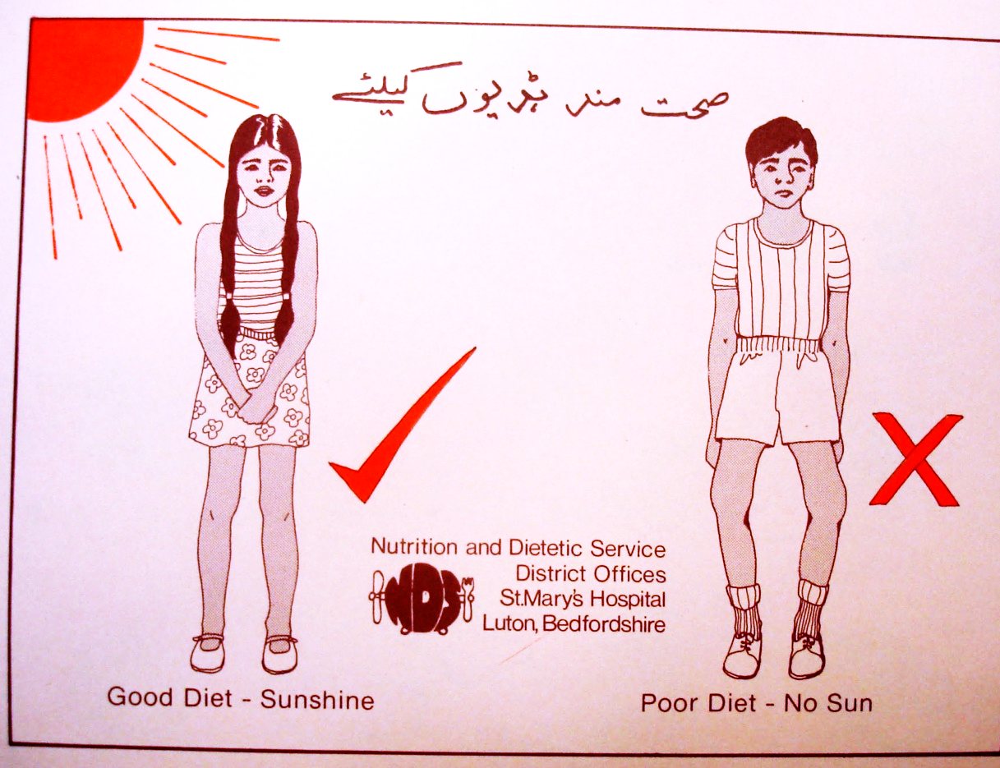 صحت مند ہڈیوں کیلئے
Nutrition and Dietetic Service
District Offices
NDS
St.Mary's Hospital
Luton, Bedfordshire
Good Diet - Sunshine
Poor Diet - No Sun